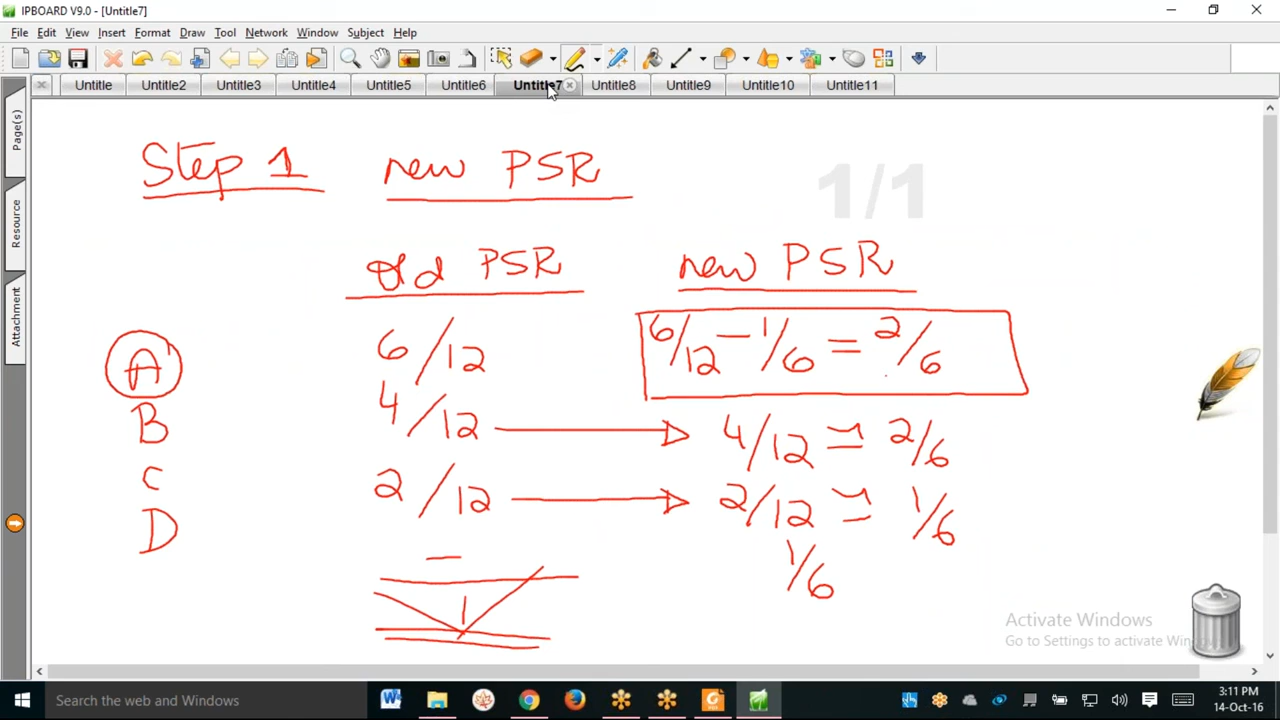 IPBOARD V9.0 - [Untitle7]
File Edit View Insert Format Draw Tool Network Window Subject Help
Untitle Untitle2 Untitle3 Untitle4 Untitle5 Untitle6 Untitle7 Untitle8 Untitle9 Untitle10 Untitle11
Page(s)
Resource
Attachment
1/1
Step 1 new PSR
Old PSR new PSR
A 6/12 6/12 - 1/6 = 2/6
B 4/12 4/12 ≃ 2/6
C 2/12 2/12 ≃ 1/6
D - 1/6
1
Activate Windows
Go to Settings to activate Win
Search the web and Windows
3:11 PM
14-Oct-16